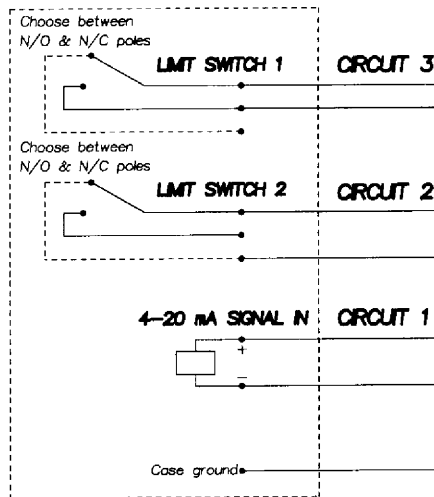 Choose between
N/O & N/C poles
LIMIT SWITCH 1 CIRCUIT 3
Choose between
N/O & N/C poles
LIMIT SWITCH 2 CIRCUIT 2
4-20 mA SIGNAL IN CIRCUIT 1
+
−
Case ground